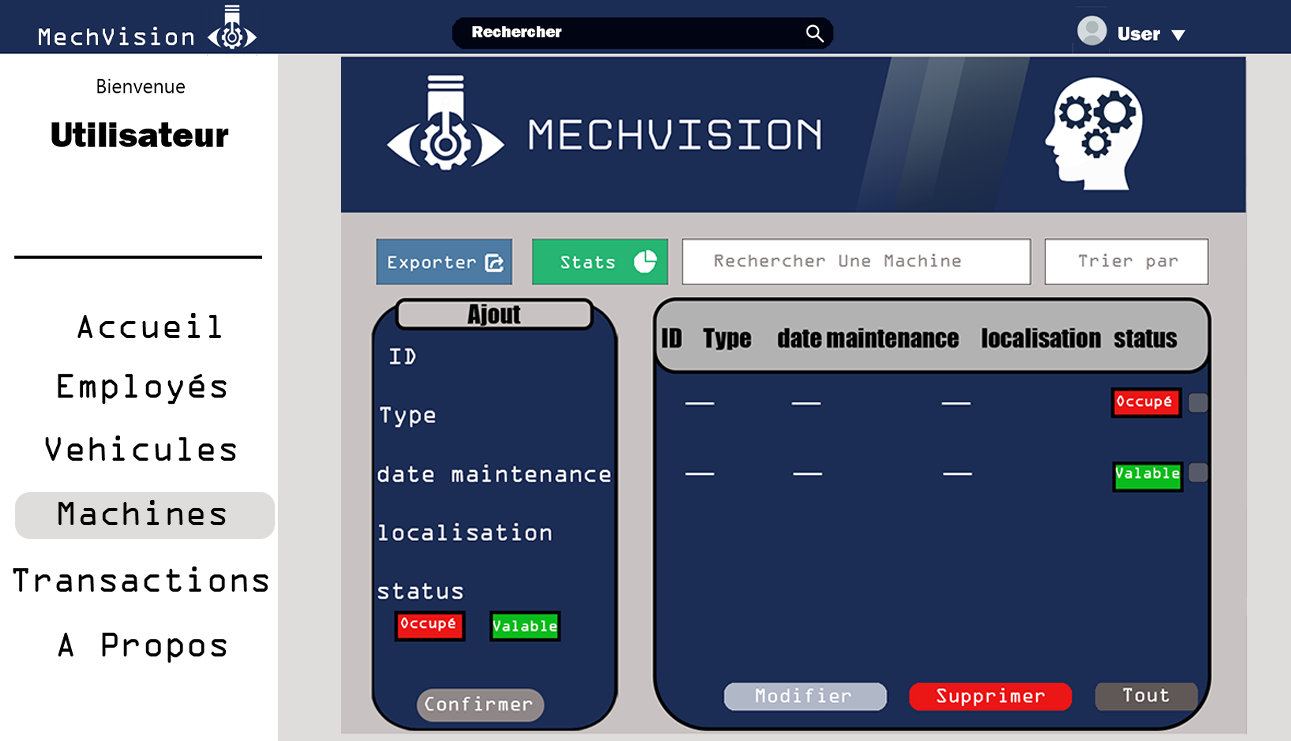 MechVision
Rechercher
User
Bienvenue
Utilisateur
Accueil
Employés
Vehicules
Machines
Transactions
A Propos
MECHVISION
Exporter
Stats
Rechercher Une Machine
Trier par
Ajout
ID
Type
date maintenance
localisation
status
Occupé Valable
Confirmer
ID Type date maintenance localisation status
— — — Occupé
— — — Valable
Modifier Supprimer Tout